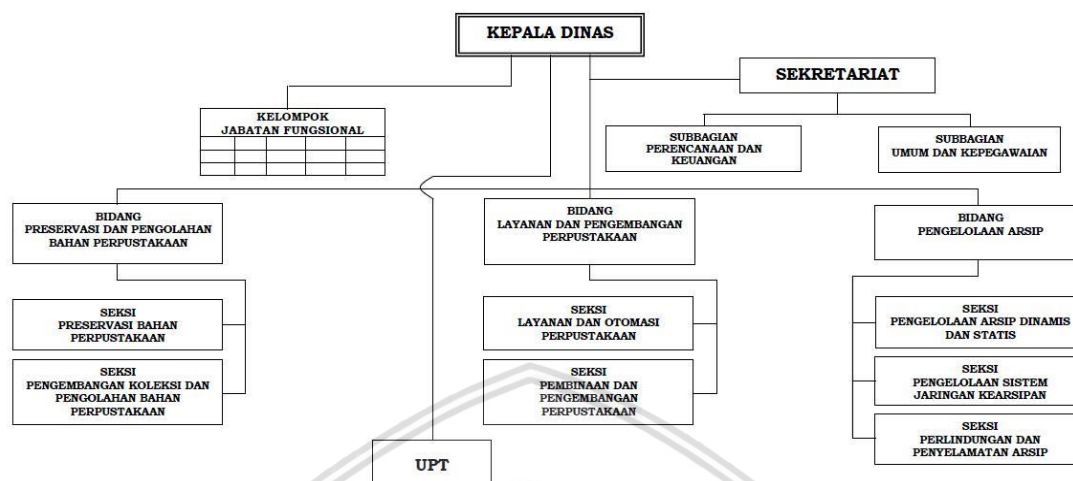 KEPALA DINAS
SEKRETARIAT
KELOMPOK
JABATAN FUNGSIONAL
SUBBAGIAN
PERENCANAAN DAN
KEUANGAN
SUBBAGIAN
UMUM DAN KEPEGAWAIAN
BIDANG
PRESERVASI DAN PENGOLAHAN
BAHAN PERPUSTAKAAN
BIDANG
LAYANAN DAN PENGEMBANGAN
PERPUSTAKAAN
BIDANG
PENGELOLAAN ARSIP
SEKSI
PRESERVASI BAHAN
PERPUSTAKAAN
SEKSI
LAYANAN DAN OTOMASI
PERPUSTAKAAN
SEKSI
PENGELOLAAN ARSIP DINAMIS
DAN STATIS
SEKSI
PENGEMBANGAN KOLEKSI DAN
PENGOLAHAN BAHAN
PERPUSTAKAAN
SEKSI
PEMBINAAN DAN
PENGEMBANGAN
PERPUSTAKAAN
SEKSI
PENGELOLAAN SISTEM
JARINGAN KEARSIPAN
SEKSI
PERLINDUNGAN DAN
PENYELAMATAN ARSIP
UPT